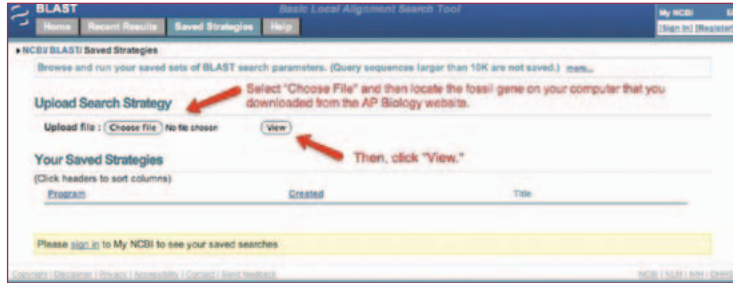 BLAST
Basic Local Alignment Search Tool
My NCBI
Home Recent Results Saved Strategies Help
[Sign In] [Register]
NCBI/ BLAST/ Saved Strategies
Browse and run your saved sets of BLAST search parameters. (Query sequences larger than 10K are not saved.) more...
Select "Choose File" and then locate the fossil gene on your computer that you
downloaded from the AP Biology website.
Upload Search Strategy
Upload file : Choose File No file chosen View
Then, click "View."
Your Saved Strategies
(Click headers to sort columns)
Program Created Title
Please sign in to My NCBI to see your saved searches
Copyright | Disclaimer | Privacy | Accessibility | Contact | Send feedback
NCBI | NLM | NIH | DHHS